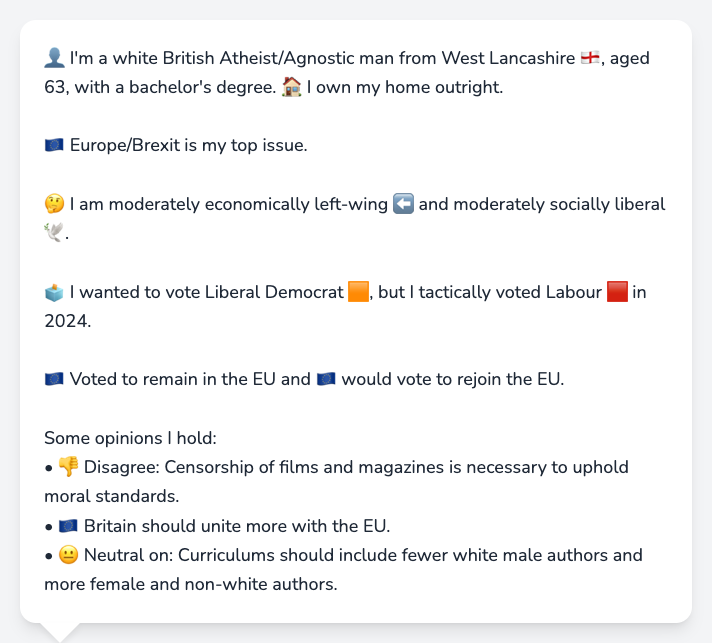 👤 I'm a white British Atheist/Agnostic man from West Lancashire 🏴󠁧󠁢󠁥󠁮󠁧󠁿, aged
63, with a bachelor's degree. 🏠 I own my home outright.
🇪🇺 Europe/Brexit is my top issue.
🤔 I am moderately economically left-wing ⬅️ and moderately socially liberal
🕊️.
🗳️ I wanted to vote Liberal Democrat 🟧, but I tactically voted Labour 🟥 in
2024.
🇪🇺 Voted to remain in the EU and 🇪🇺 would vote to rejoin the EU.
Some opinions I hold:
• 👎 Disagree: Censorship of films and magazines is necessary to uphold
moral standards.
• 🇪🇺 Britain should unite more with the EU.
• 😐 Neutral on: Curriculums should include fewer white male authors and
more female and non-white authors.